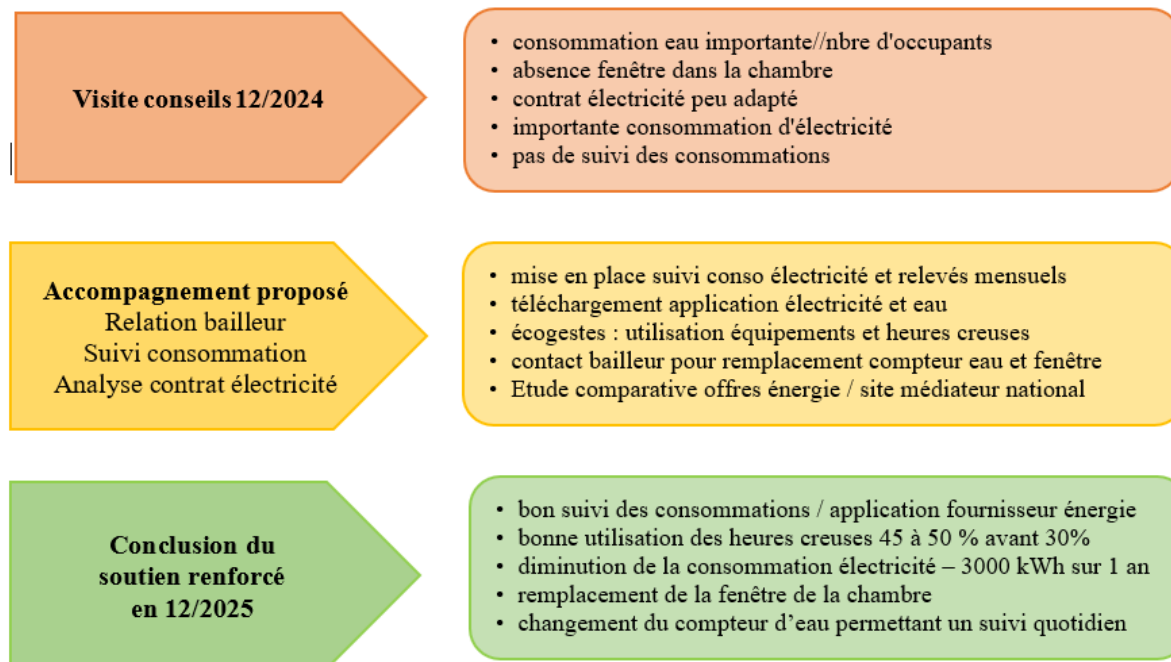 Visite conseils 12/2024
• consommation eau importante//nbre d'occupants
• absence fenêtre dans la chambre
• contrat électricité peu adapté
• importante consommation d'électricité
• pas de suivi des consommations
Accompagnement proposé
Relation bailleur
Suivi consommation
Analyse contrat électricité
• mise en place suivi conso électricité et relevés mensuels
• téléchargement application électricité et eau
• écogestes : utilisation équipements et heures creuses
• contact bailleur pour remplacement compteur eau et fenêtre
• Etude comparative offres énergie / site médiateur national
Conclusion du
soutien renforcé
en 12/2025
• bon suivi des consommations / application fournisseur énergie
• bonne utilisation des heures creuses 45 à 50 % avant 30%
• diminution de la consommation électricité – 3000 kWh sur 1 an
• remplacement de la fenêtre de la chambre
• changement du compteur d’eau permettant un suivi quotidien